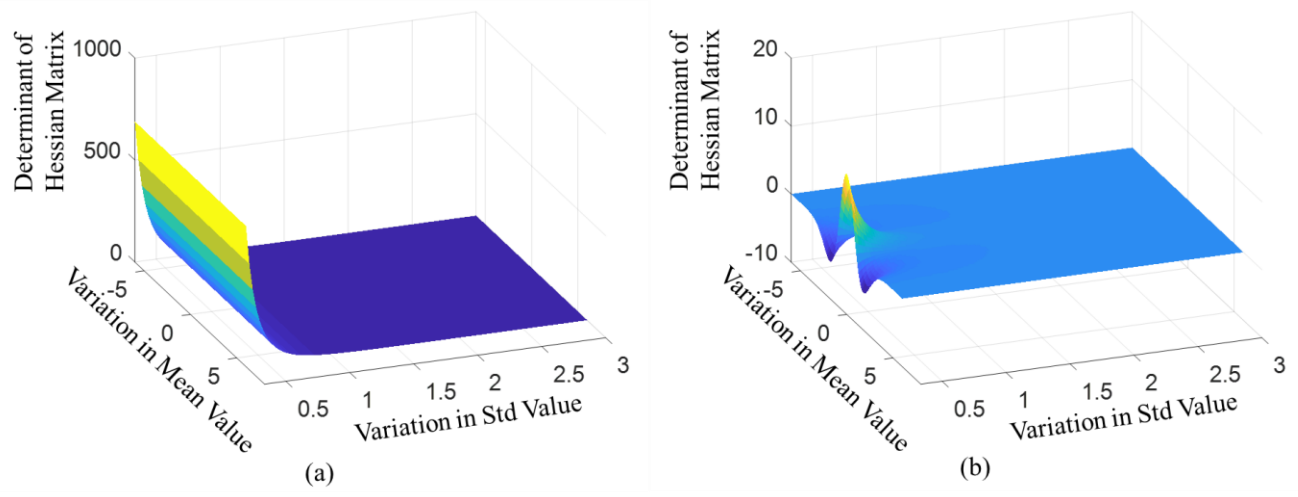 Determinant of
Hessian Matrix
1000
500
0
-5
0
5
Variation in Mean Value
0.5
1
1.5
2
2.5
3
Variation in Std Value
(a)
Determinant of
Hessian Matrix
20
10
0
-10
-5
0
5
Variation in Mean Value
0.5
1
1.5
2
2.5
3
Variation in Std Value
(b)